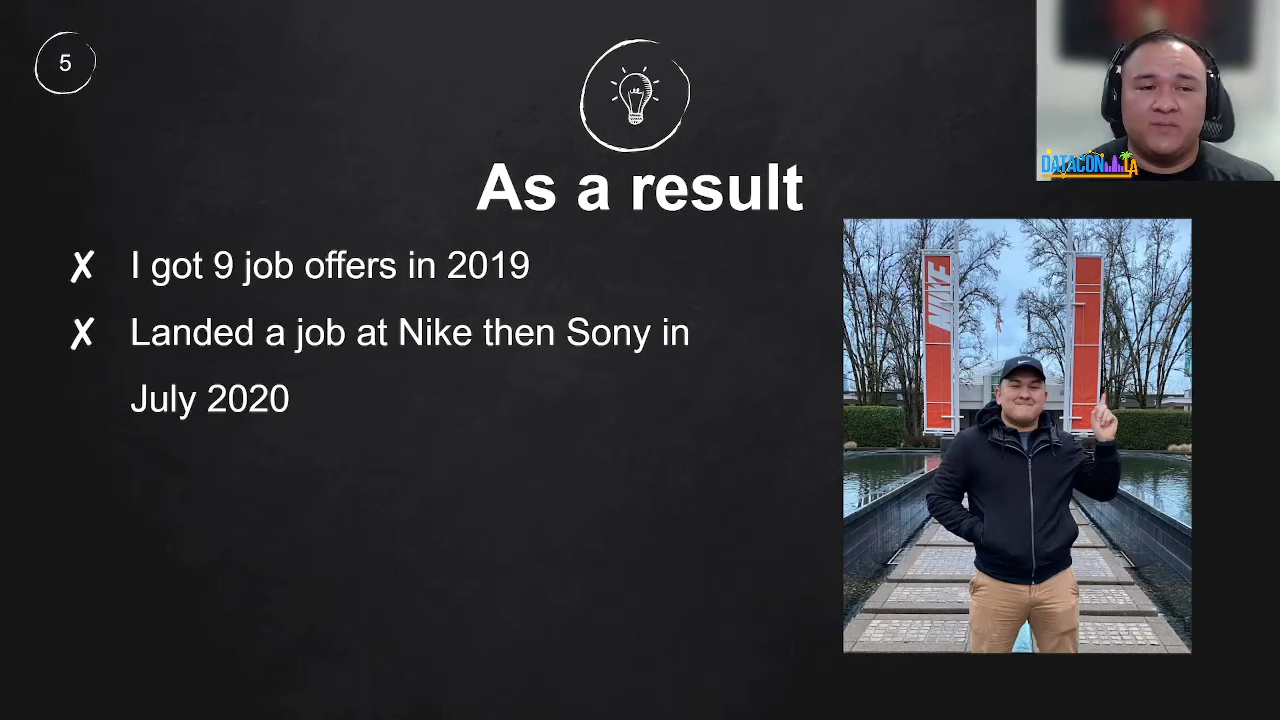 5
DATACON LA
As a result
✗ I got 9 job offers in 2019
✗ Landed a job at Nike then Sony in
July 2020
NIKE